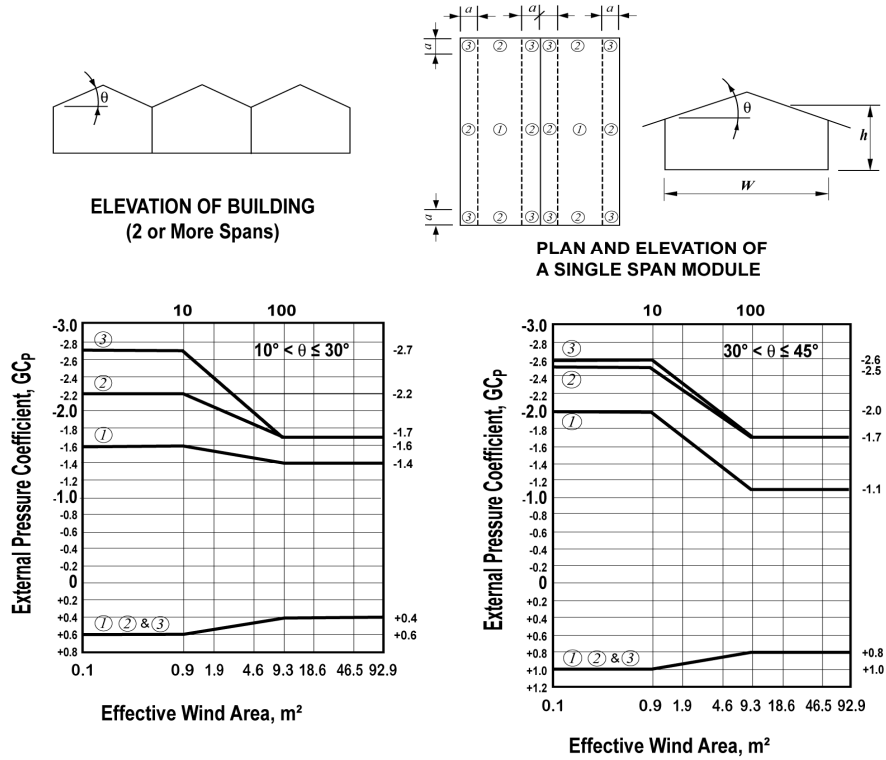 a a a
a ③ ② ③ ③ ② ③
θ
② ① ② ② ① ②
θ
h
W
a ③ ② ③ ③ ② ③
ELEVATION OF BUILDING
(2 or More Spans)
PLAN AND ELEVATION OF
A SINGLE SPAN MODULE
10 100
External Pressure Coefficient, GCP
-3.0
-2.8
-2.6
-2.4
-2.2
-2.0
-1.8
-1.6
-1.4
-1.2
-1.0
-0.8
-0.6
-0.4
-0.2
0
+0.2
+0.4
+0.6
+0.8
③
②
①
① ② & ③
10° < θ ≤ 30°
-2.7
-2.2
-1.7
-1.6
-1.4
+0.4
+0.6
0.1 0.9 1.9 4.6 9.3 18.6 46.5 92.9
Effective Wind Area, m²
10 100
External Pressure Coefficient, GCP
-3.0
-2.8
-2.6
-2.4
-2.2
-2.0
-1.8
-1.6
-1.4
-1.2
-1.0
-0.8
-0.6
-0.4
-0.2
0
+0.2
+0.4
+0.6
+0.8
+1.0
+1.2
③
②
①
① ② & ③
30° < θ ≤ 45°
-2.6
-2.5
-2.0
-1.7
-1.1
+0.8
+1.0
0.1 0.9 1.9 4.6 9.3 18.6 46.5 92.9
Effective Wind Area, m²